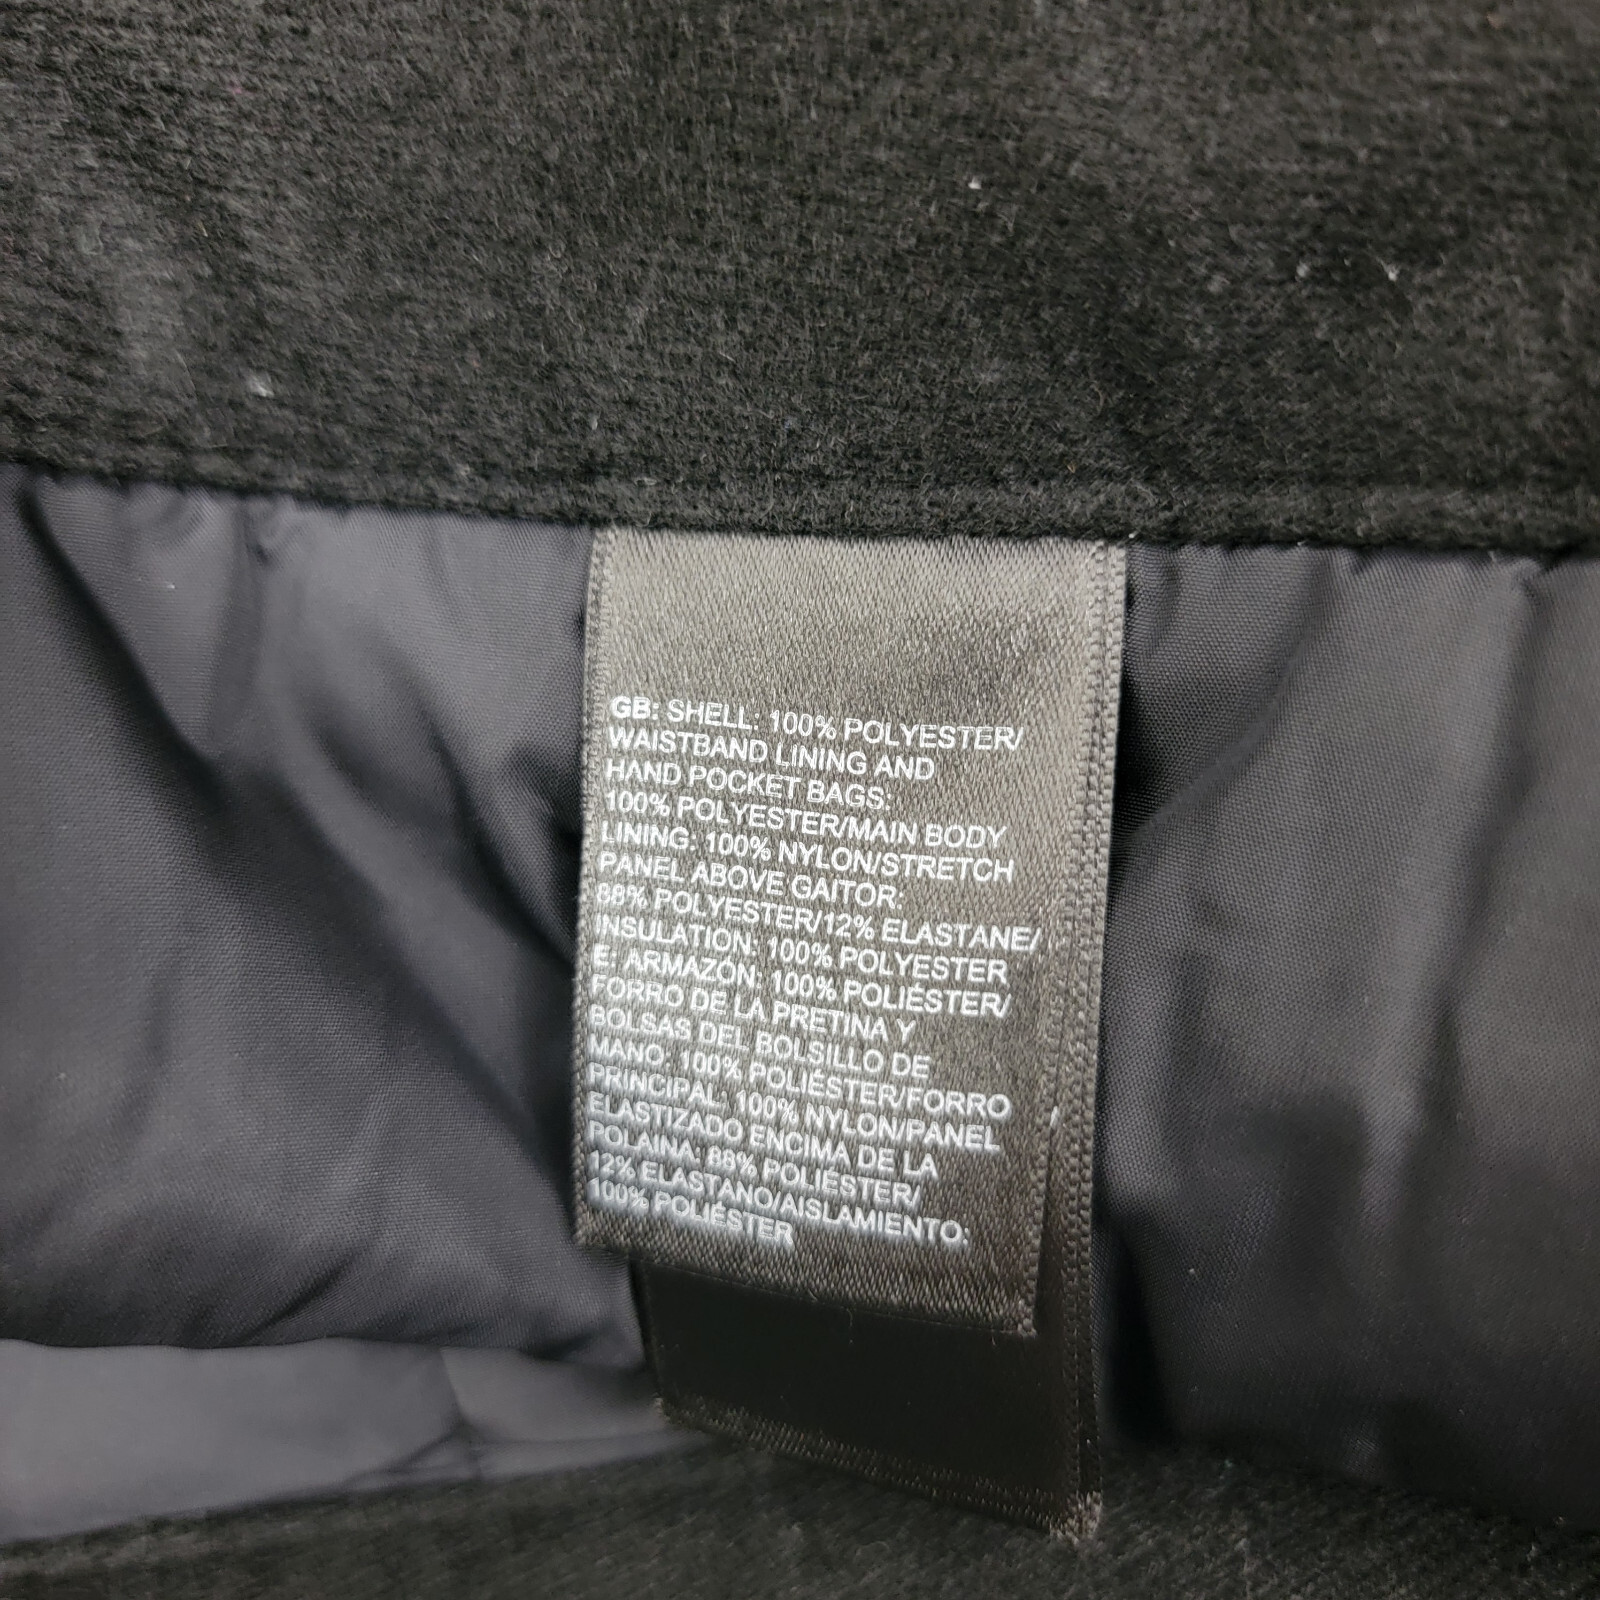 GB: SHELL: 100% POLYESTER/
WAISTBAND LINING AND
HAND POCKET BAGS:
100% POLYESTER/MAIN BODY
LINING: 100% NYLON/STRETCH
PANEL ABOVE GAITOR:
88% POLYESTER/12% ELASTANE/
INSULATION: 100% POLYESTER
E: ARMAZÓN: 100% POLIÉSTER/
FORRO DE LA PRETINA Y
BOLSAS DEL BOLSILLO DE
MANO: 100% POLIÉSTER/FORRO
PRINCIPAL: 100% NYLON/PANEL
ELASTIZADO ENCIMA DE LA
POLAINA: 88% POLIÉSTER/
12% ELASTANO/AISLAMIENTO:
100% POLIÉSTER